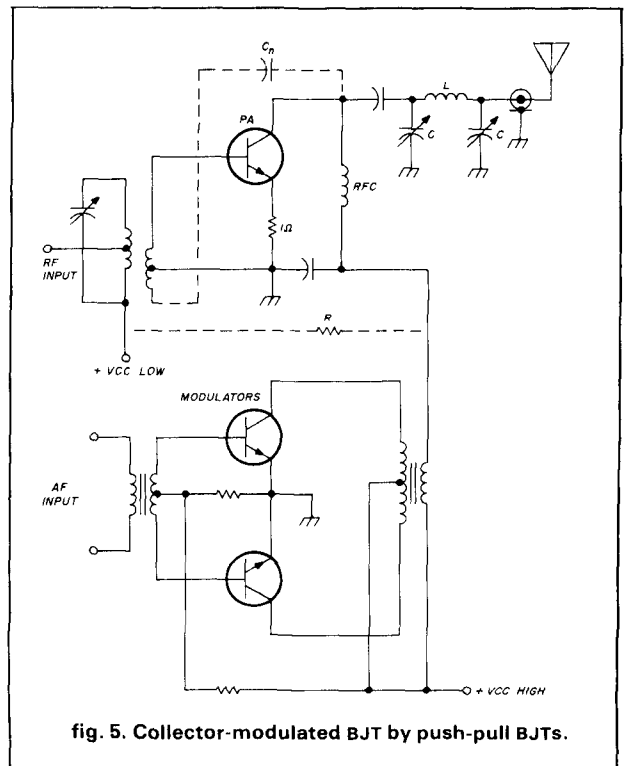 Cn
PA
L
C
C
RFC
1Ω
RF
INPUT
R
+ VCC LOW
MODULATORS
AF
INPUT
+ VCC HIGH
fig. 5. Collector-modulated BJT by push-pull BJTs.